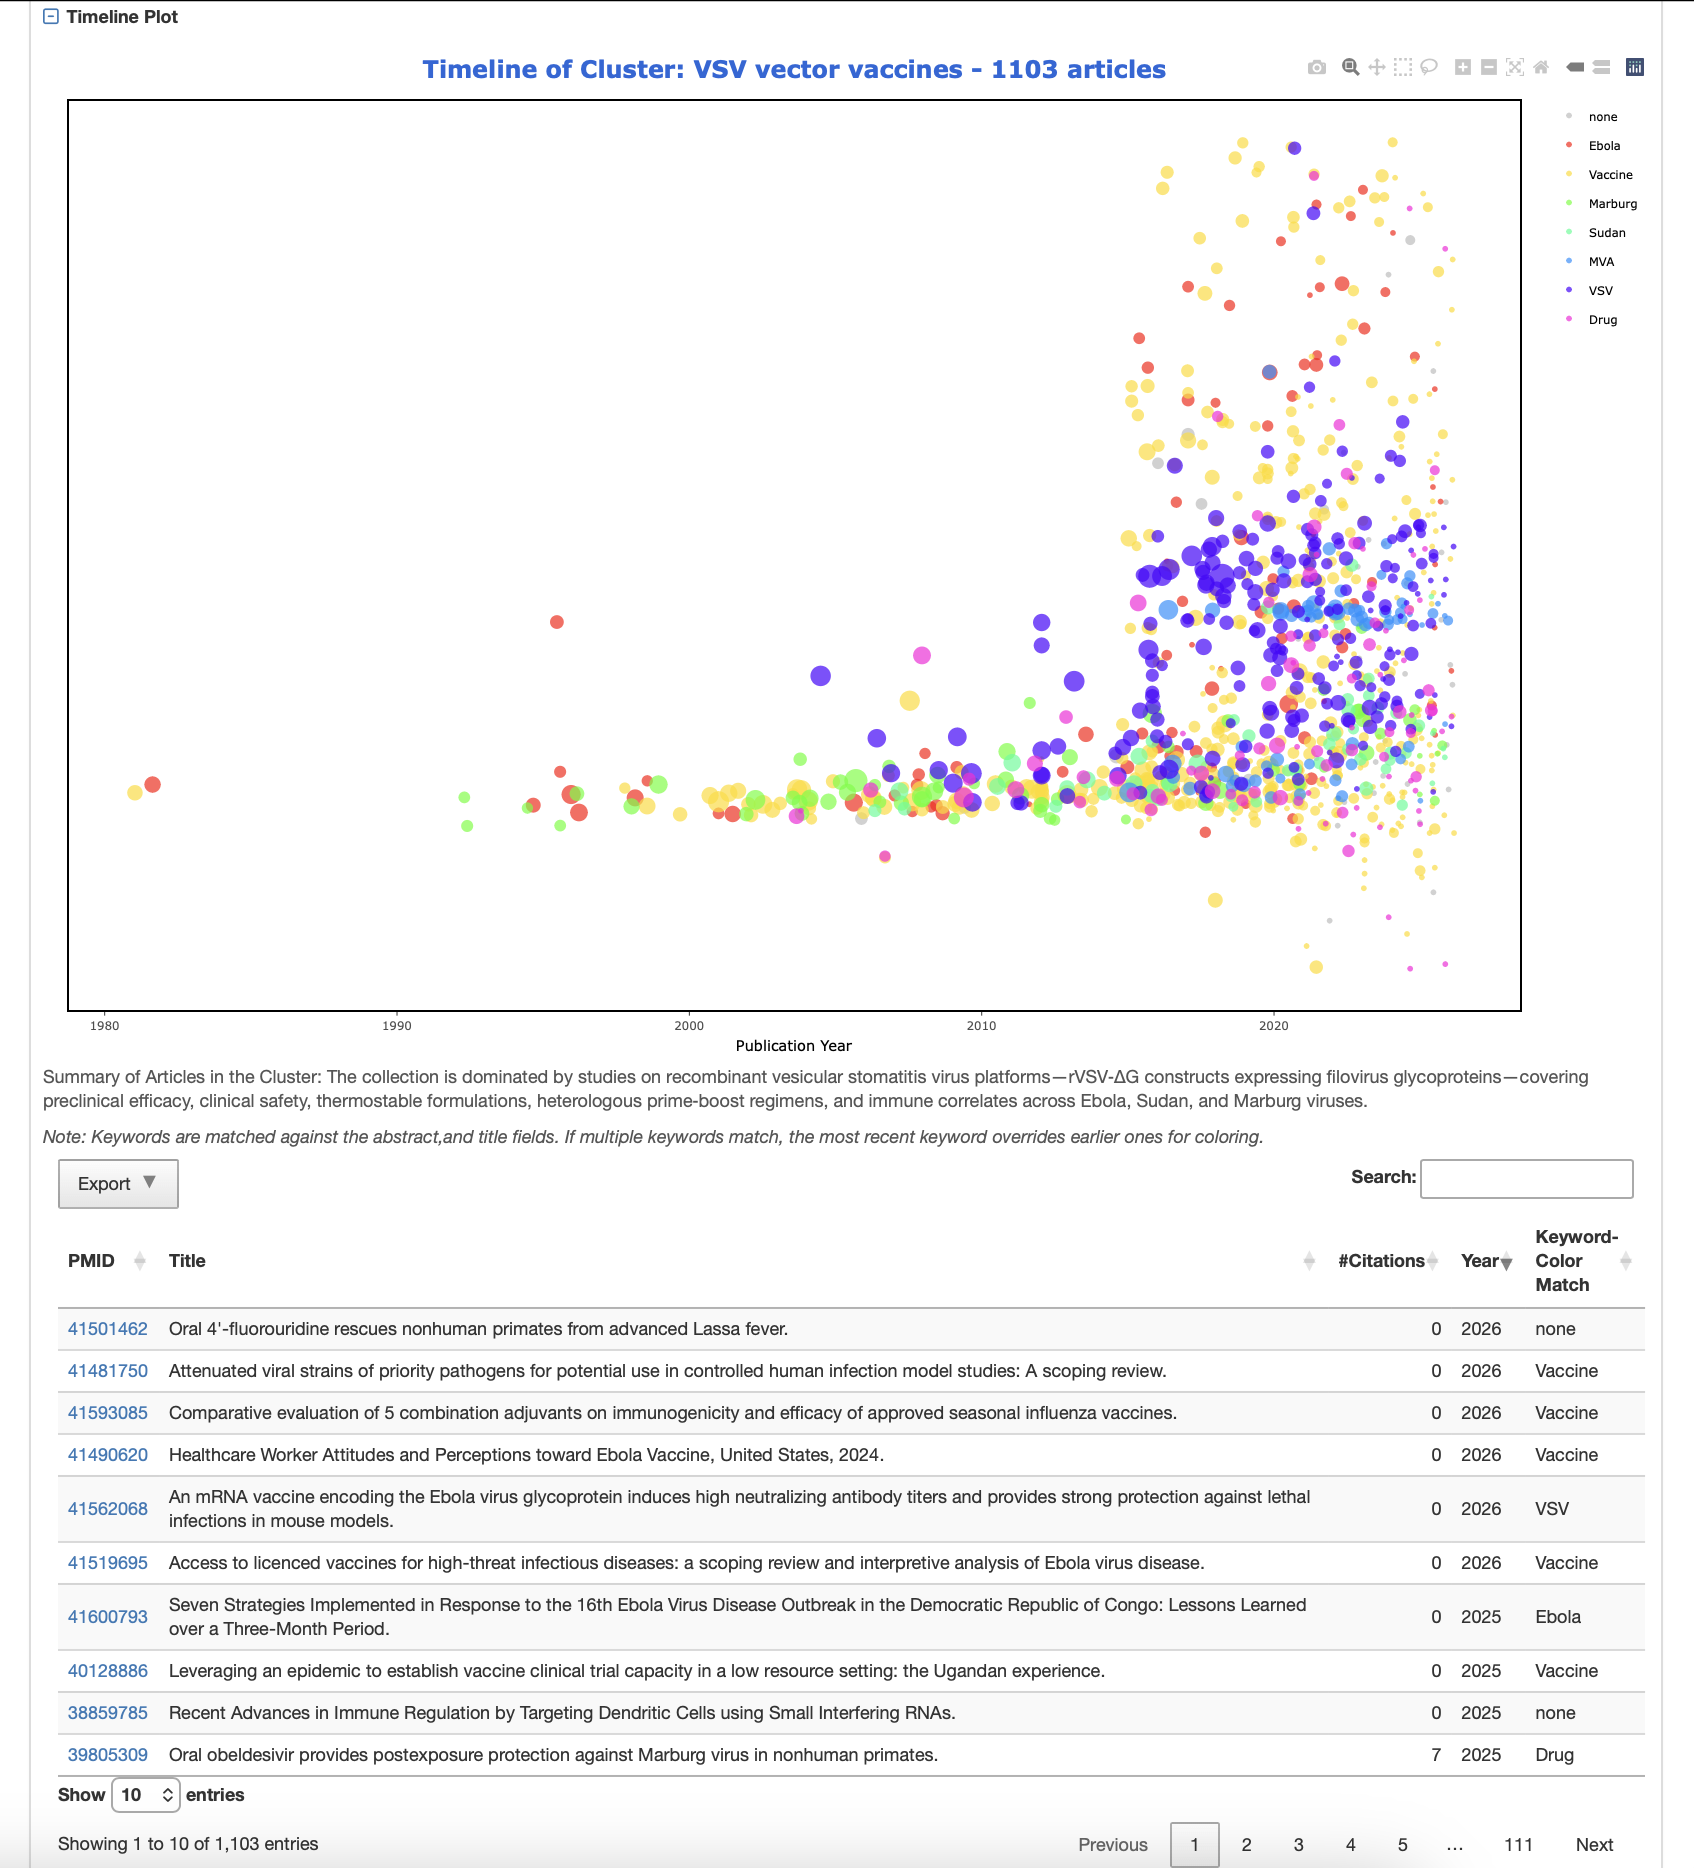 Timeline Plot
Timeline of Cluster: VSV vector vaccines - 1103 articles
none
Ebola
Vaccine
Marburg
Sudan
MVA
VSV
Drug
1980 1990 2000 2010 2020
Publication Year
Summary of Articles in the Cluster: The collection is dominated by studies on recombinant vesicular stomatitis virus platforms—rVSV-ΔG constructs expressing filovirus glycoproteins—covering
preclinical efficacy, clinical safety, thermostable formulations, heterologous prime-boost regimens, and immune correlates across Ebola, Sudan, and Marburg viruses.
Note: Keywords are matched against the abstract,and title fields. If multiple keywords match, the most recent keyword overrides earlier ones for coloring.
Export ▼
Search:
PMID Title #Citations Year Keyword-
Color
Match
41501462 Oral 4'-fluorouridine rescues nonhuman primates from advanced Lassa fever. 0 2026 none
41481750 Attenuated viral strains of priority pathogens for potential use in controlled human infection model studies: A scoping review. 0 2026 Vaccine
41593085 Comparative evaluation of 5 combination adjuvants on immunogenicity and efficacy of approved seasonal influenza vaccines. 0 2026 Vaccine
41490620 Healthcare Worker Attitudes and Perceptions toward Ebola Vaccine, United States, 2024. 0 2026 Vaccine
41562068 An mRNA vaccine encoding the Ebola virus glycoprotein induces high neutralizing antibody titers and provides strong protection against lethal
infections in mouse models. 0 2026 VSV
41519695 Access to licenced vaccines for high-threat infectious diseases: a scoping review and interpretive analysis of Ebola virus disease. 0 2026 Vaccine
41600793 Seven Strategies Implemented in Response to the 16th Ebola Virus Disease Outbreak in the Democratic Republic of Congo: Lessons Learned
over a Three-Month Period. 0 2025 Ebola
40128886 Leveraging an epidemic to establish vaccine clinical trial capacity in a low resource setting: the Ugandan experience. 0 2025 Vaccine
38859785 Recent Advances in Immune Regulation by Targeting Dendritic Cells using Small Interfering RNAs. 0 2025 none
39805309 Oral obeldesivir provides postexposure protection against Marburg virus in nonhuman primates. 7 2025 Drug
Show 10 entries
Showing 1 to 10 of 1,103 entries
Previous 1 2 3 4 5 ... 111 Next